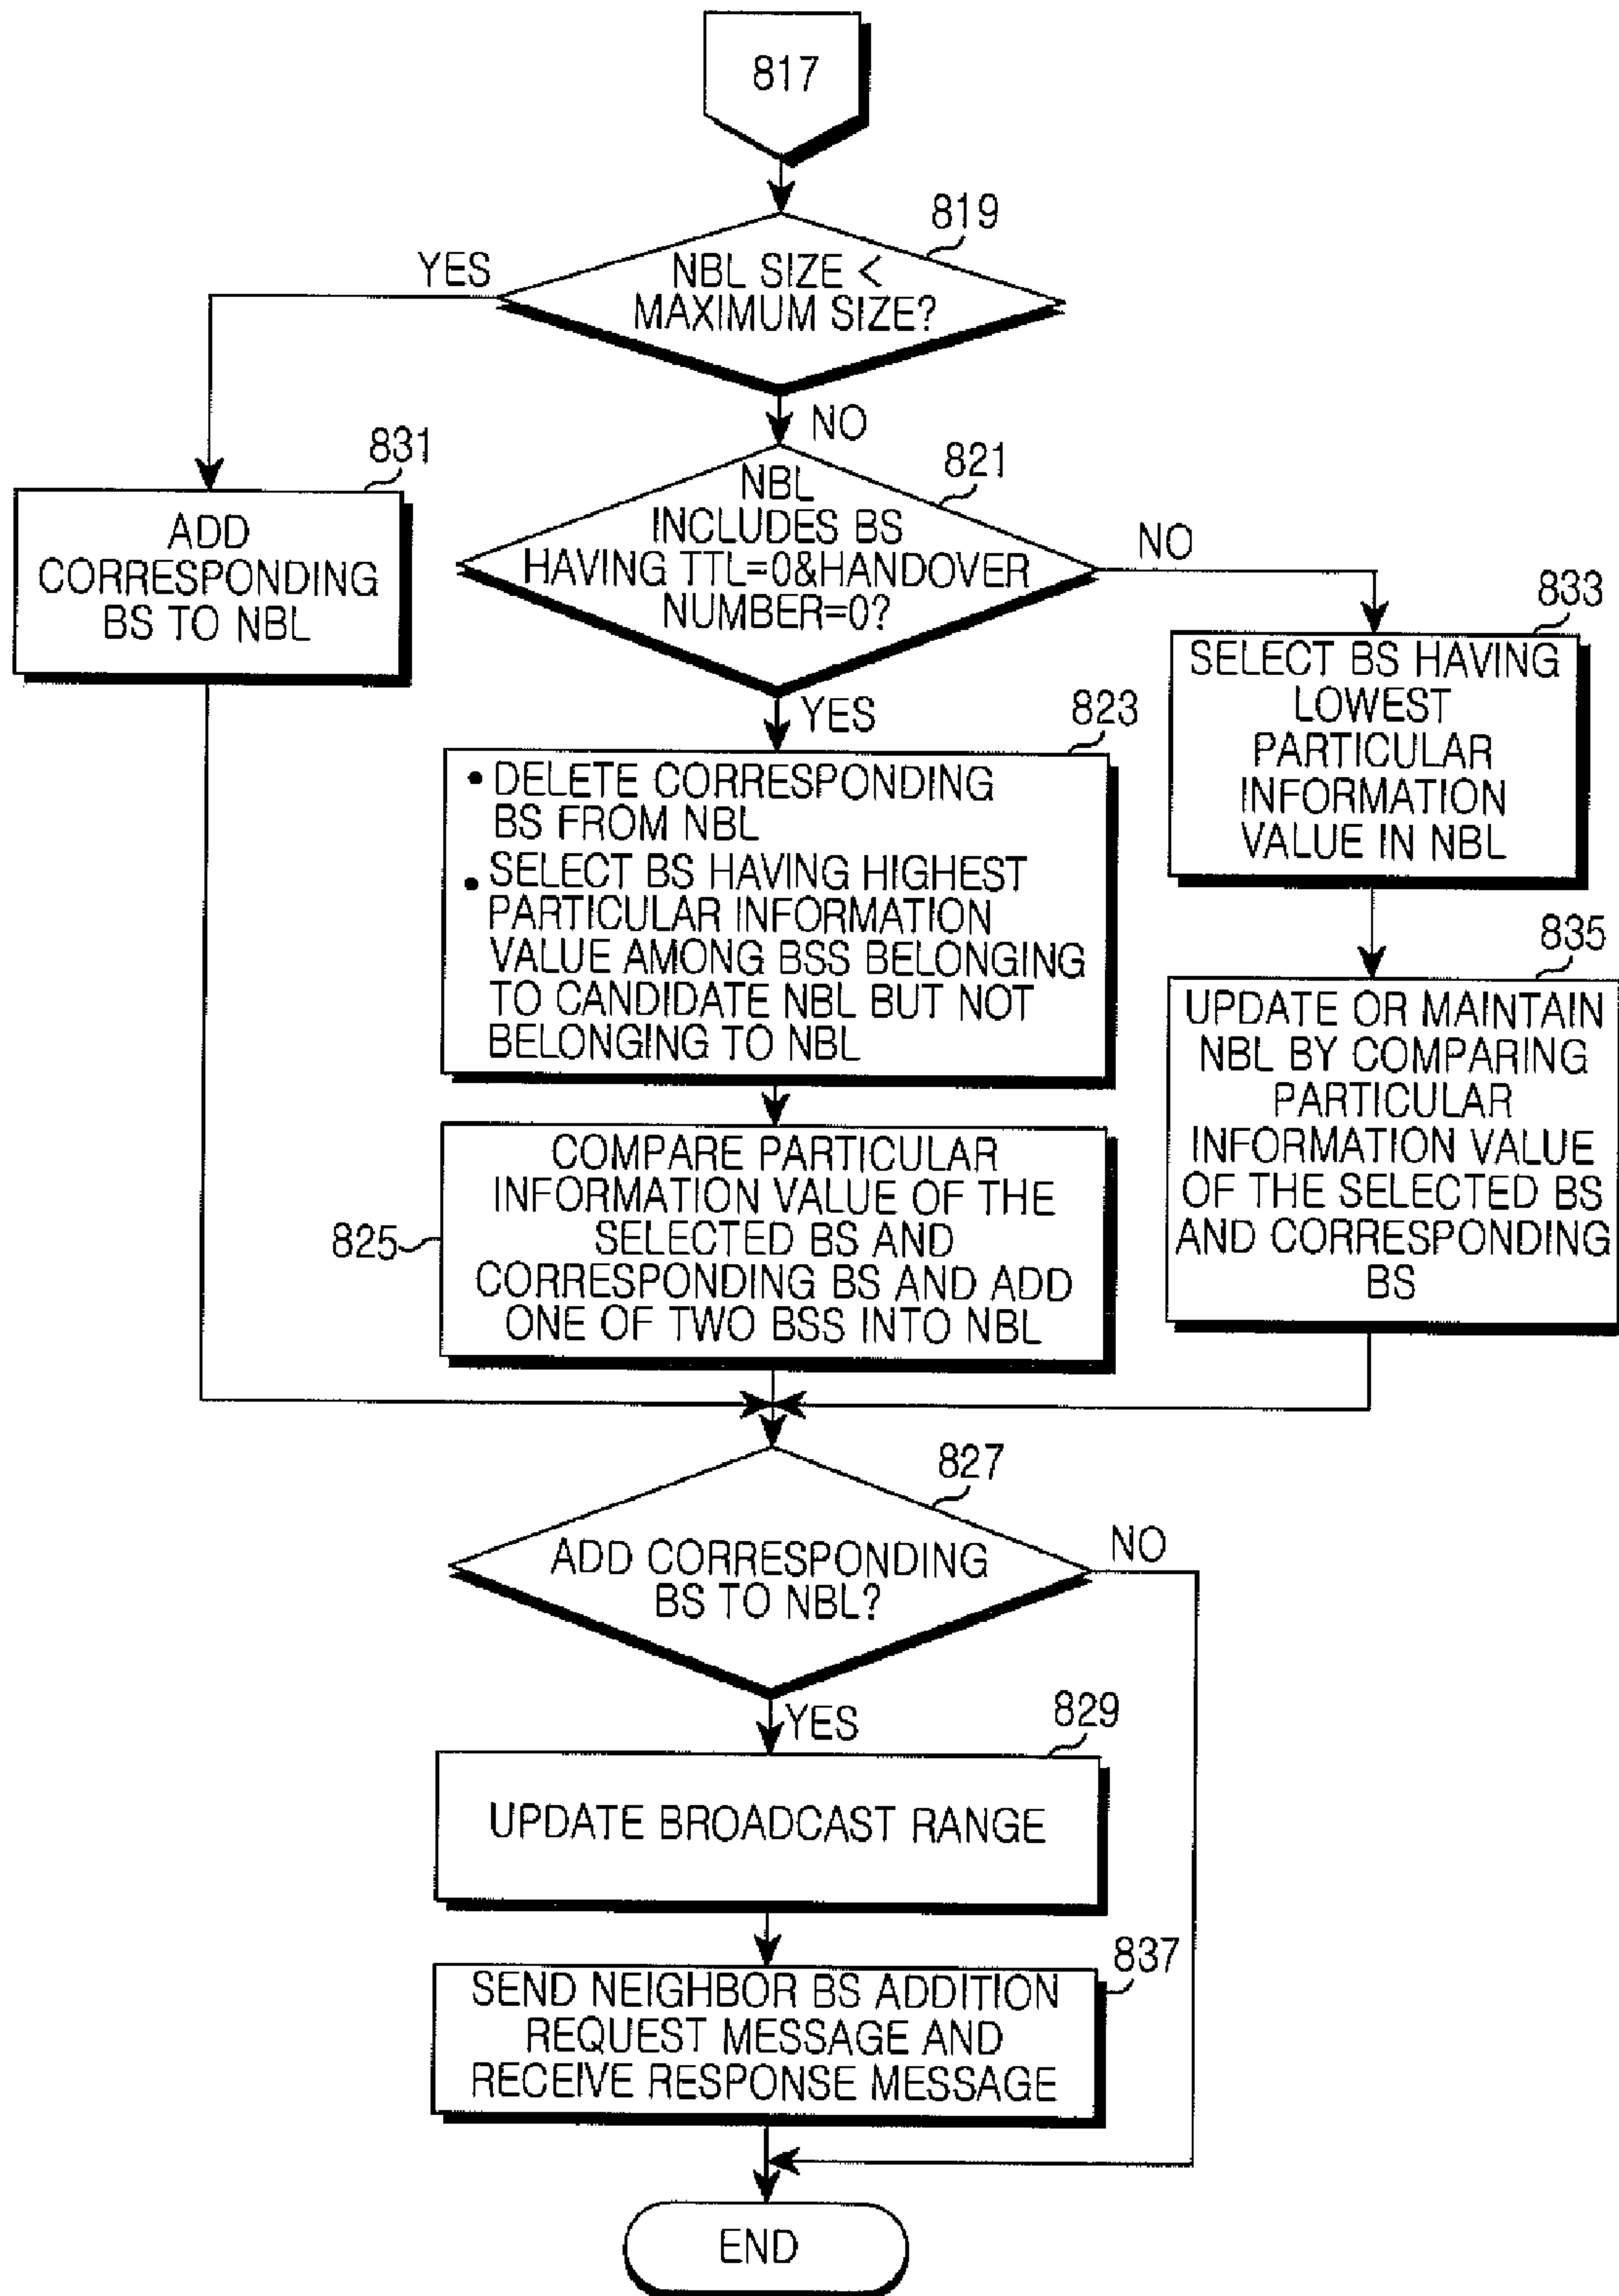 817
819
YES
NBL SIZE <
MAXIMUM SIZE?
NO
831
ADD
CORRESPONDING
BS TO NBL
821
NBL
INCLUDES BS
HAVING TTL=0&HANDOVER
NUMBER=0?
NO
833
SELECT BS HAVING
LOWEST
PARTICULAR
INFORMATION
VALUE IN NBL
YES
823
• DELETE CORRESPONDING
BS FROM NBL
• SELECT BS HAVING HIGHEST
PARTICULAR INFORMATION
VALUE AMONG BSS BELONGING
TO CANDIDATE NBL BUT NOT
BELONGING TO NBL
835
UPDATE OR MAINTAIN
NBL BY COMPARING
PARTICULAR
INFORMATION VALUE
OF THE SELECTED BS
AND CORRESPONDING
BS
825
COMPARE PARTICULAR
INFORMATION VALUE OF THE
SELECTED BS AND
CORRESPONDING BS AND ADD
ONE OF TWO BSS INTO NBL
827
ADD CORRESPONDING
BS TO NBL?
NO
YES
829
UPDATE BROADCAST RANGE
837
SEND NEIGHBOR BS ADDITION
REQUEST MESSAGE AND
RECEIVE RESPONSE MESSAGE
END